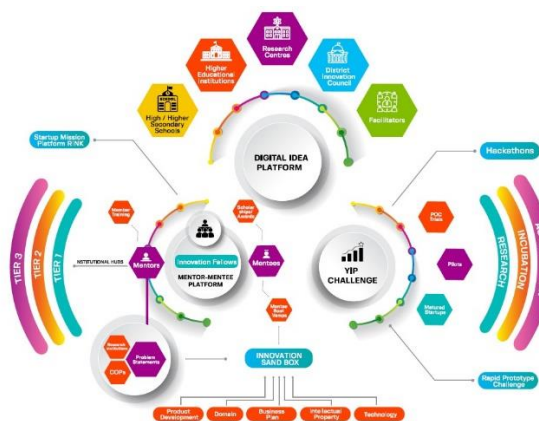 Research
Centres
Higher
Educational
Institutions
District
Innovation
Council
High / Higher
Secondary
Schools
Facilitators
DIGITAL IDEA
PLATFORM
Startup Mission
Platform RINK
Hackathons
TIER 3
TIER 2
TIER 1
Mentor
Training
INSTITUTIONAL HUBS
Mentors
Innovation Fellows
MENTOR-MENTEE
PLATFORM
Mentees
Mentee
YIP
CHALLENGE
POC
Trials
Pilots
Matured
Startups
RESEARCH
INCUBATION
Research
Institutions
COPs
Problem
Statements
INNOVATION
SAND BOX
Rapid Prototype
Challenge
Product
Development
Domain
Business
Plan
Intellectual
Property
Technology